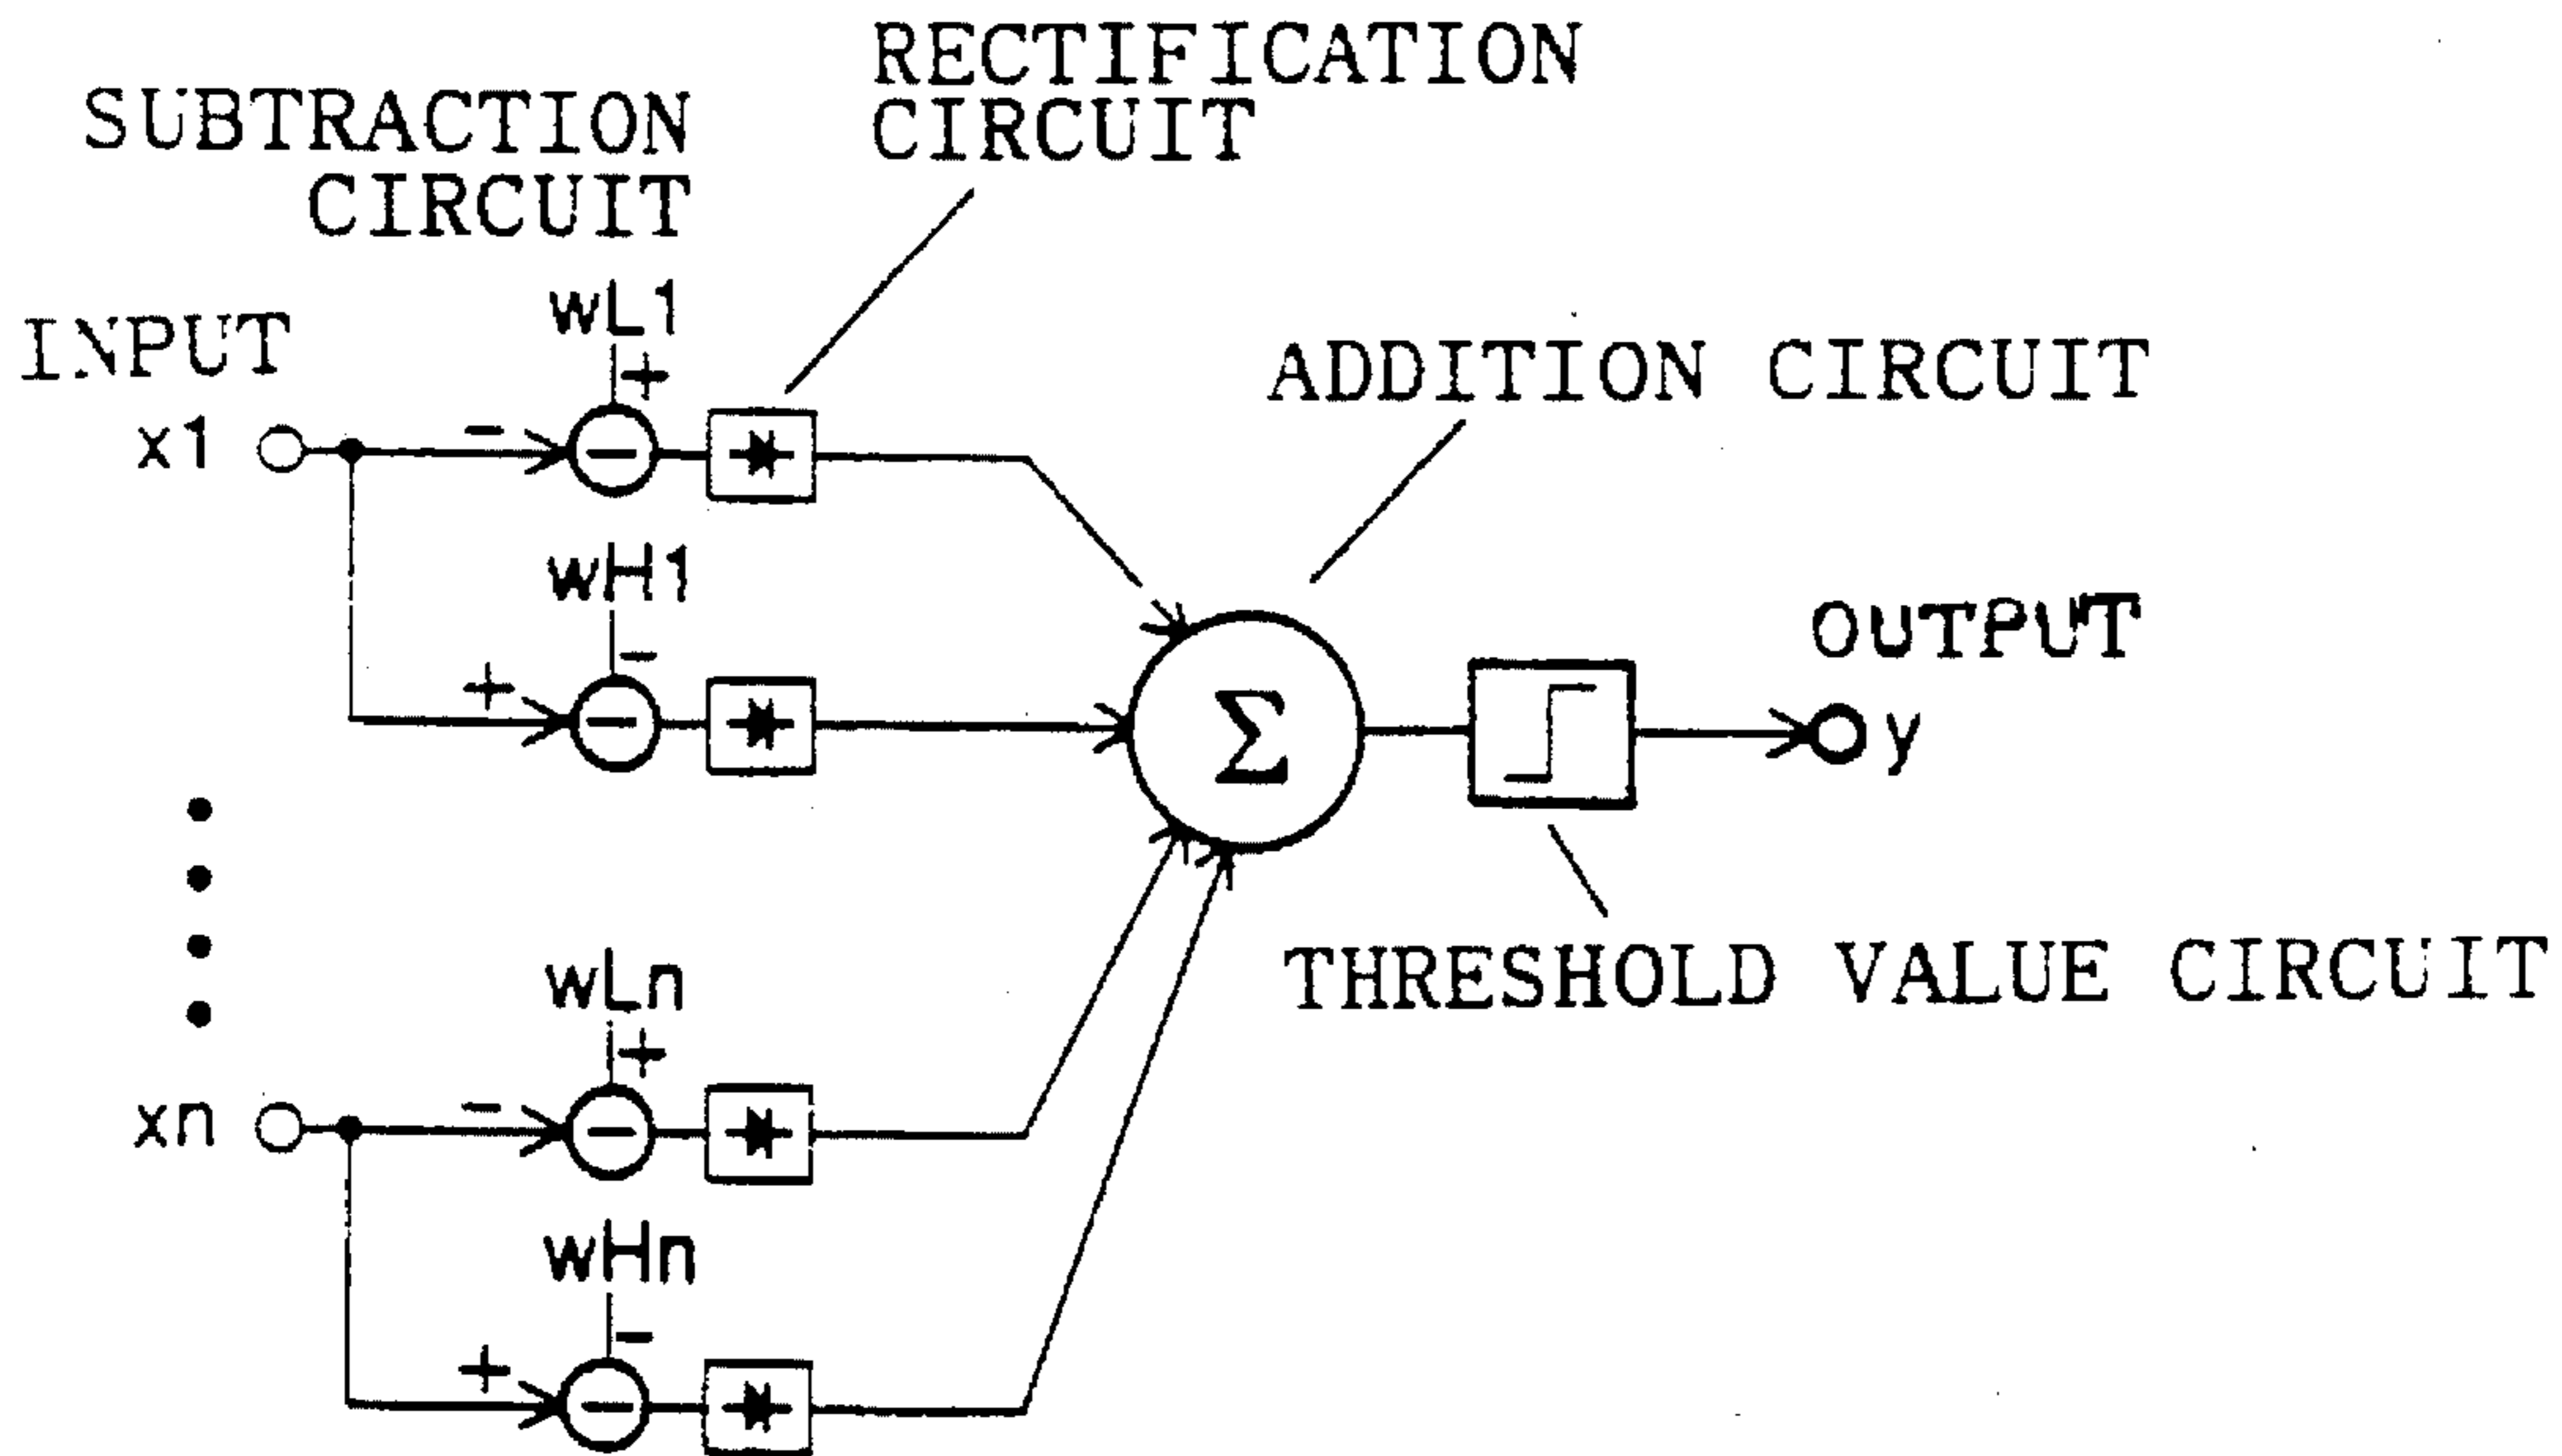 RECTIFICATION
CIRCUIT
SUBTRACTION
CIRCUIT
wL1
+
INPUT
ADDITION CIRCUIT
x1
-
-
wH1
-
+
-
Σ
OUTPUT
y
THRESHOLD VALUE CIRCUIT
wLn
+
xn
-
-
wHn
-
+
-